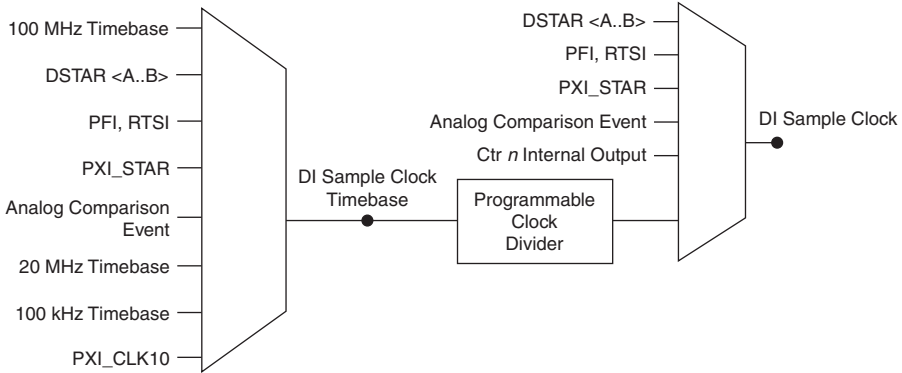 100 MHz Timebase
DSTAR <A..B>
PFI, RTSI
PXI_STAR
Analog Comparison
Event
20 MHz Timebase
100 kHz Timebase
PXI_CLK10
DI Sample Clock
Timebase
Programmable
Clock
Divider
DSTAR <A..B>
PFI, RTSI
PXI_STAR
Analog Comparison Event
Ctr n Internal Output
DI Sample Clock